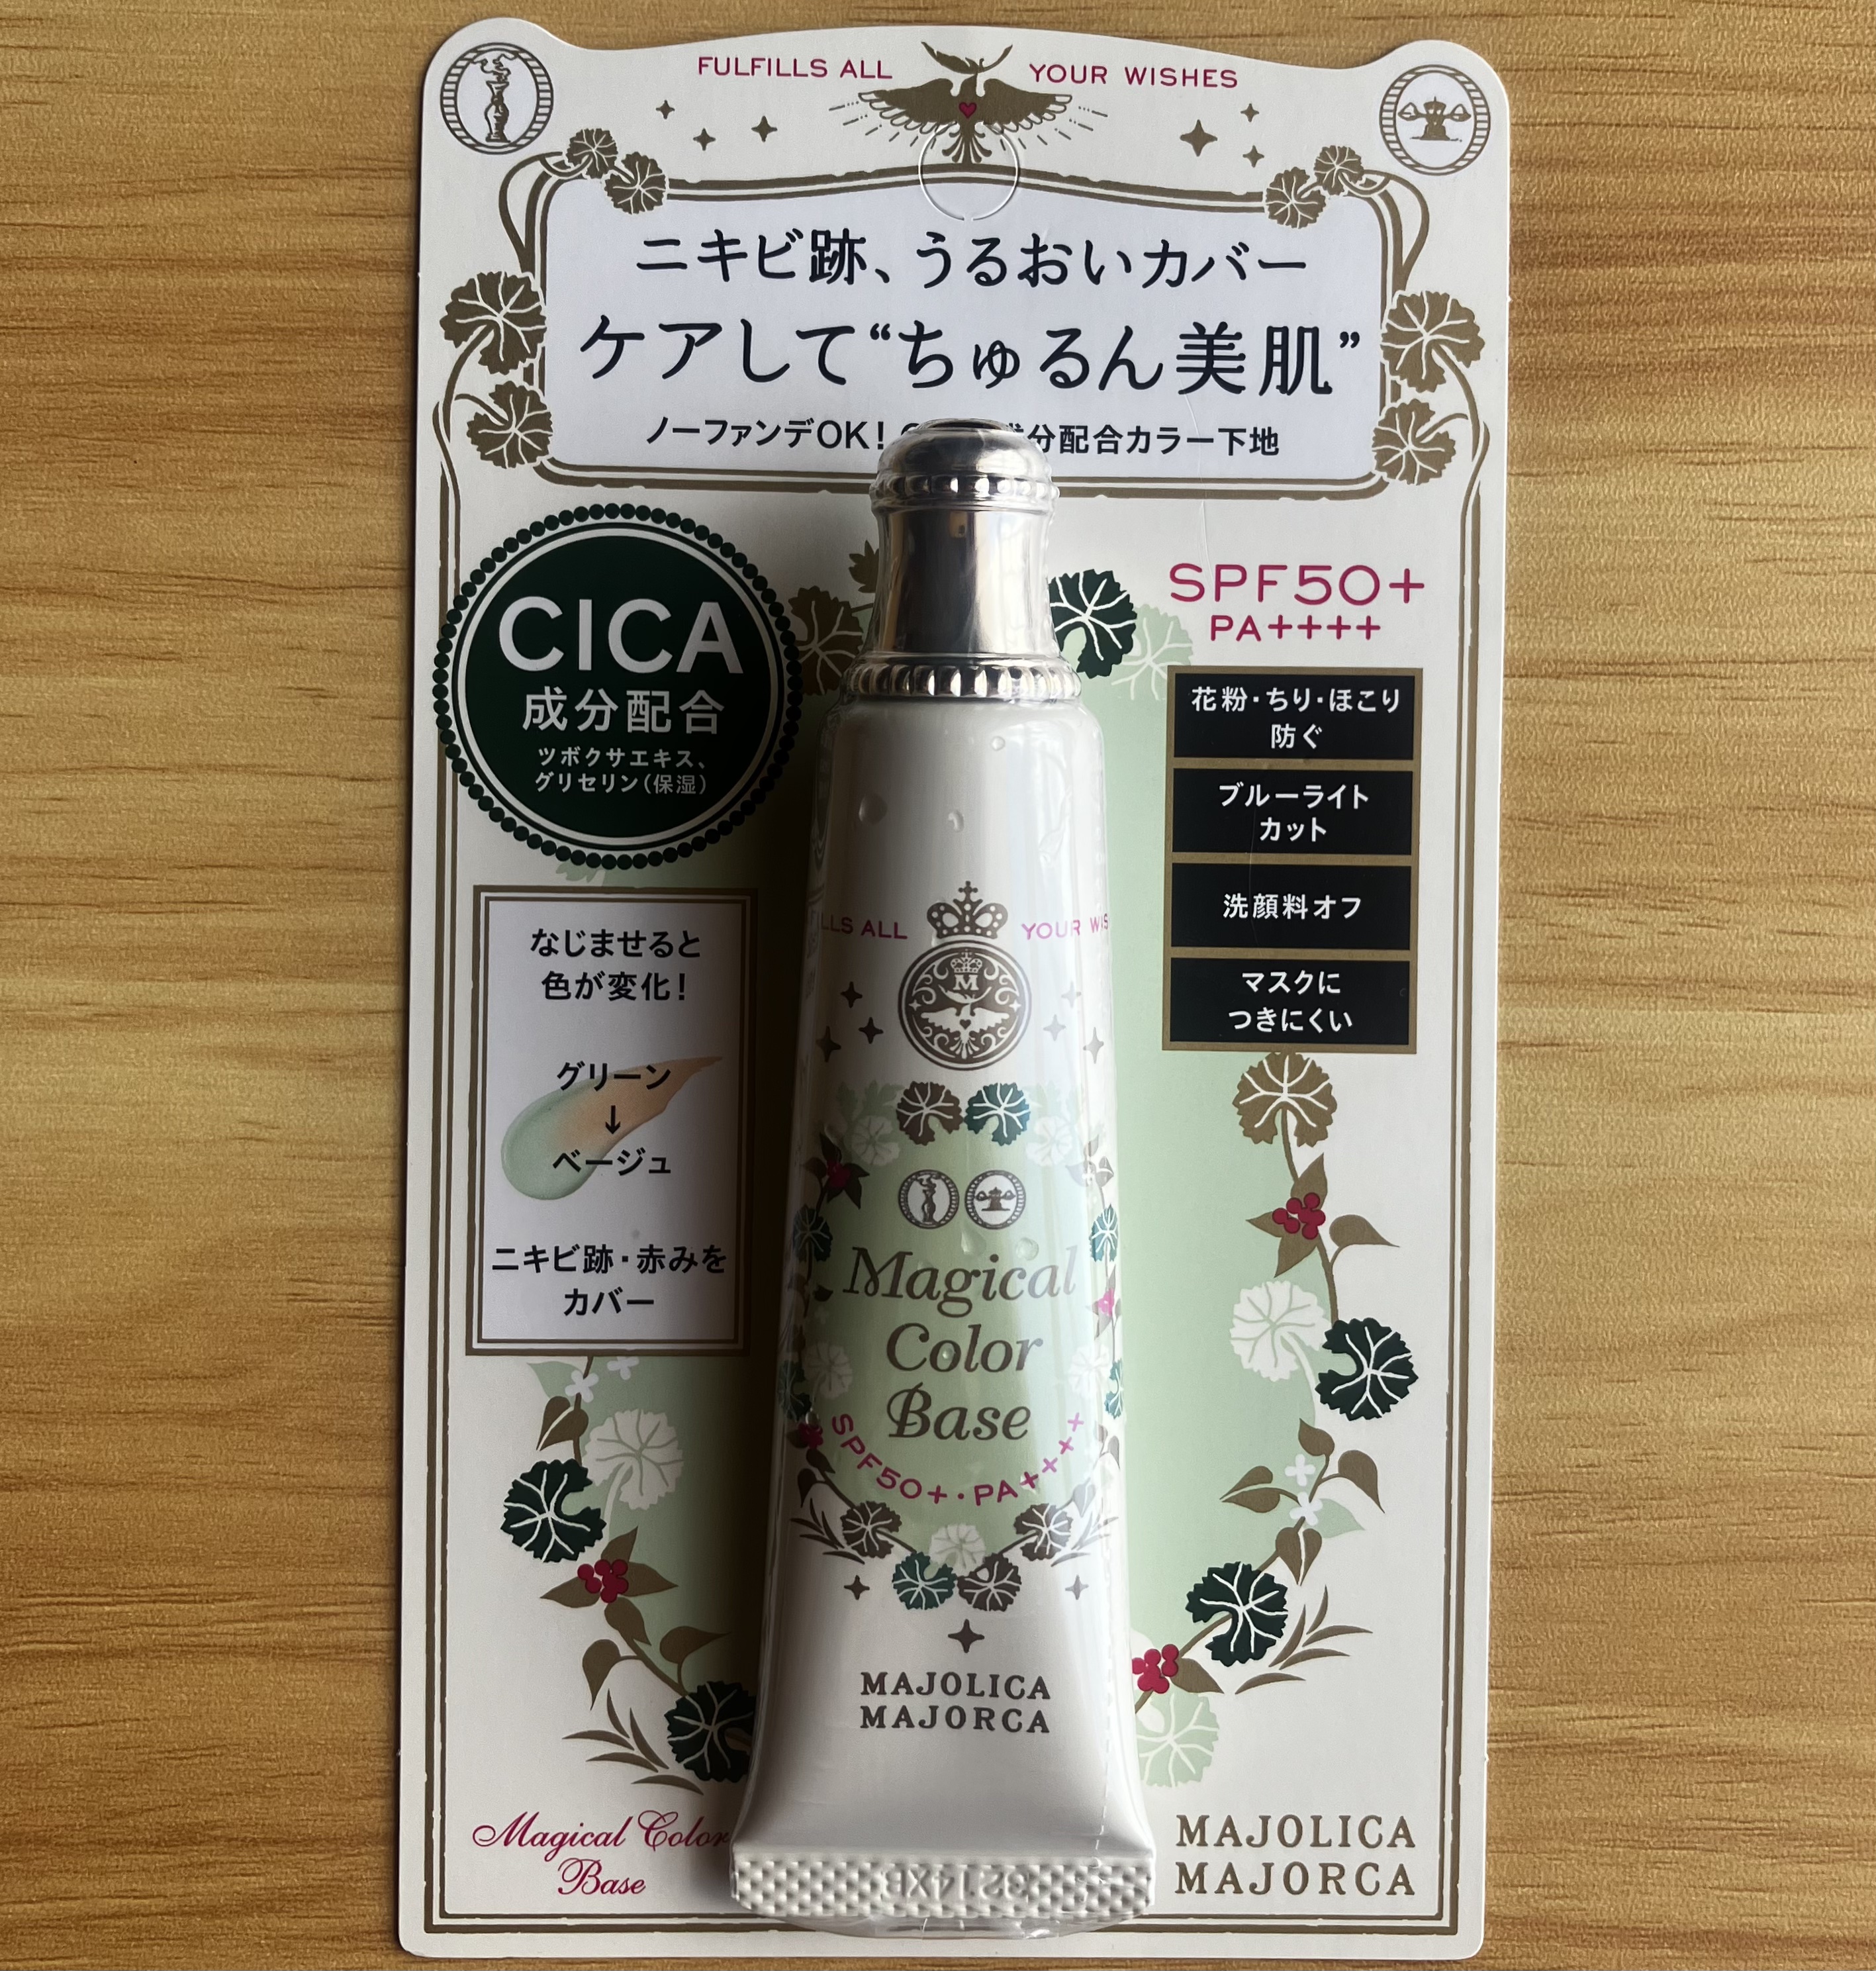 FULFILLS ALL YOUR WISHES
ニキビ跡、うるおいカバー
ケアして“ちゅるん美肌”
ノーファンデOK! 分配合カラー下地
CICA
成分配合
ツボクサエキス、
グリセリン(保湿)
SPF50+
PA++++
花粉・ちり・ほこり
防ぐ
ブルーライト
カット
洗顔料オフ
マスクに
つきにくい
なじませると
色が変化!
グリーン
↓
ベージュ
ニキビ跡・赤みを
カバー
ALL YOUR
M
Magical
Color
Base
SPF50+・PA++++
MAJOLICA
MAJORCA
Magical Color
Base
MAJOLICA
MAJORCA